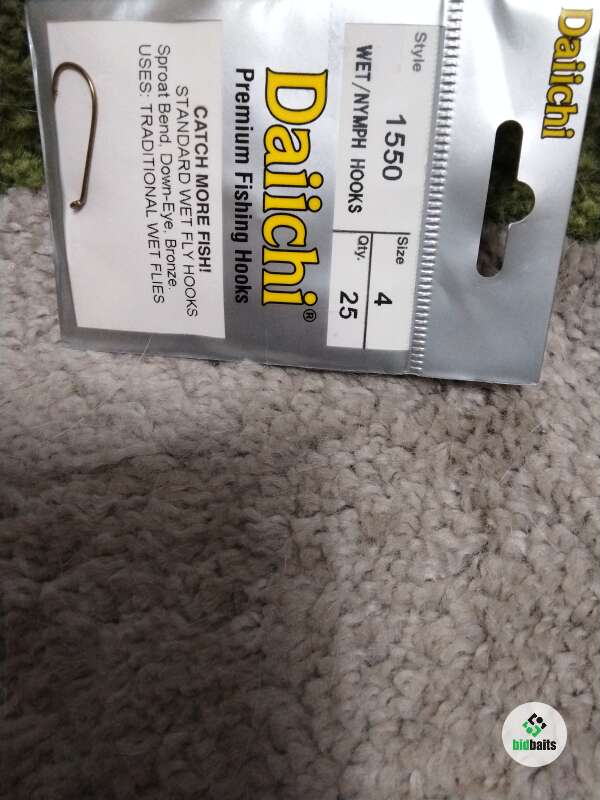 Daiichi
Style 1550
WET/NYMPH HOOKS
Size 4
Qty. 25
Daiichi®
Premium Fishing Hooks
CATCH MORE FISH!
STANDARD WET FLY HOOKS
Sproat Bend, Down-Eye, Bronze.
USES: TRADITIONAL WET FLIES
bidbaits